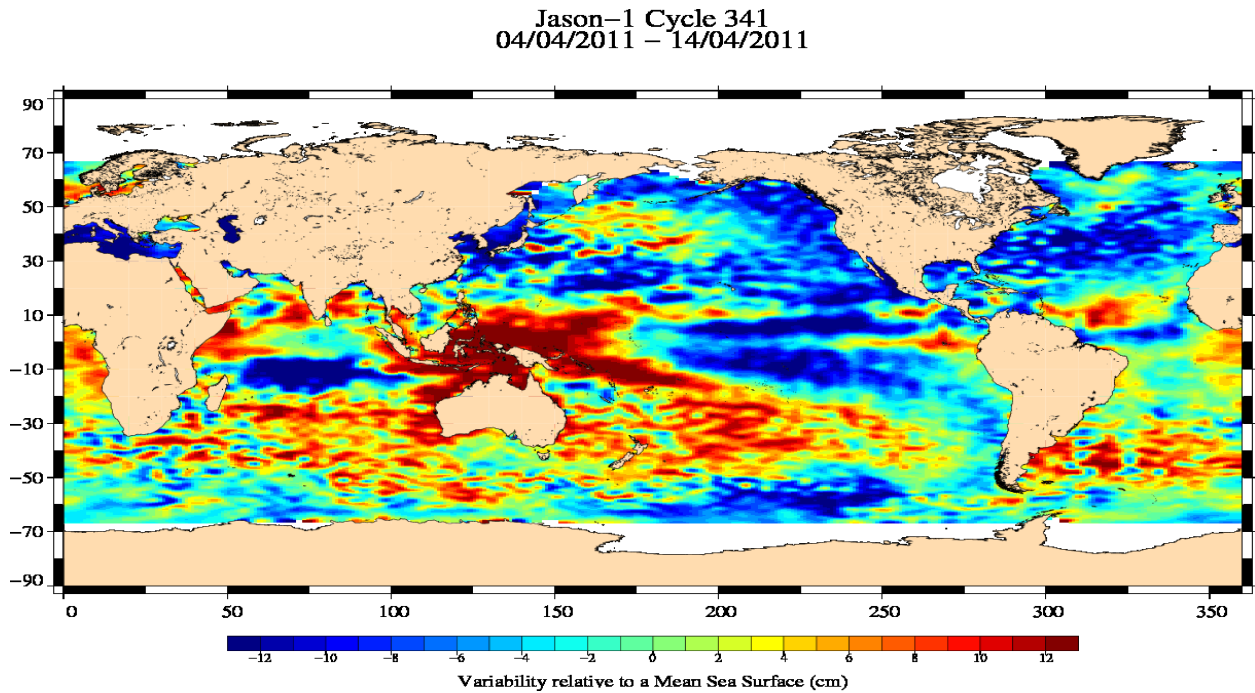 Jason−1 Cycle 341
04/04/2011 − 14/04/2011
90
70
50
30
10
−10
−30
−50
−70
−90
0 50 100 150 200 250 300 350
−12 −10 −8 −6 −4 −2 0 2 4 6 8 10 12
Variability relative to a Mean Sea Surface (cm)